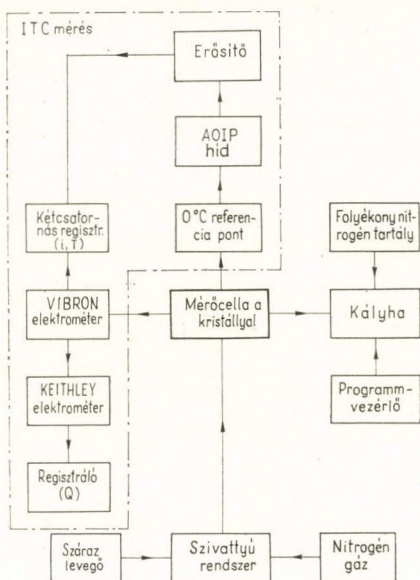 ITC mérés
Erősítő
AOIP
híd
Kétcsator-
nás regisztr.
(i,T)
0°C referen-
cia pont
Folyékony nit-
rogén tartály
VIBRON
elektrométer
Mérőcella a
kristállyal
Kályha
KEITHLEY
elektrométer
Programm-
vezérlő
Regisztráló
(Q)
Száraz
levegő
Szivattyú
rendszer
Nitrogén
gáz